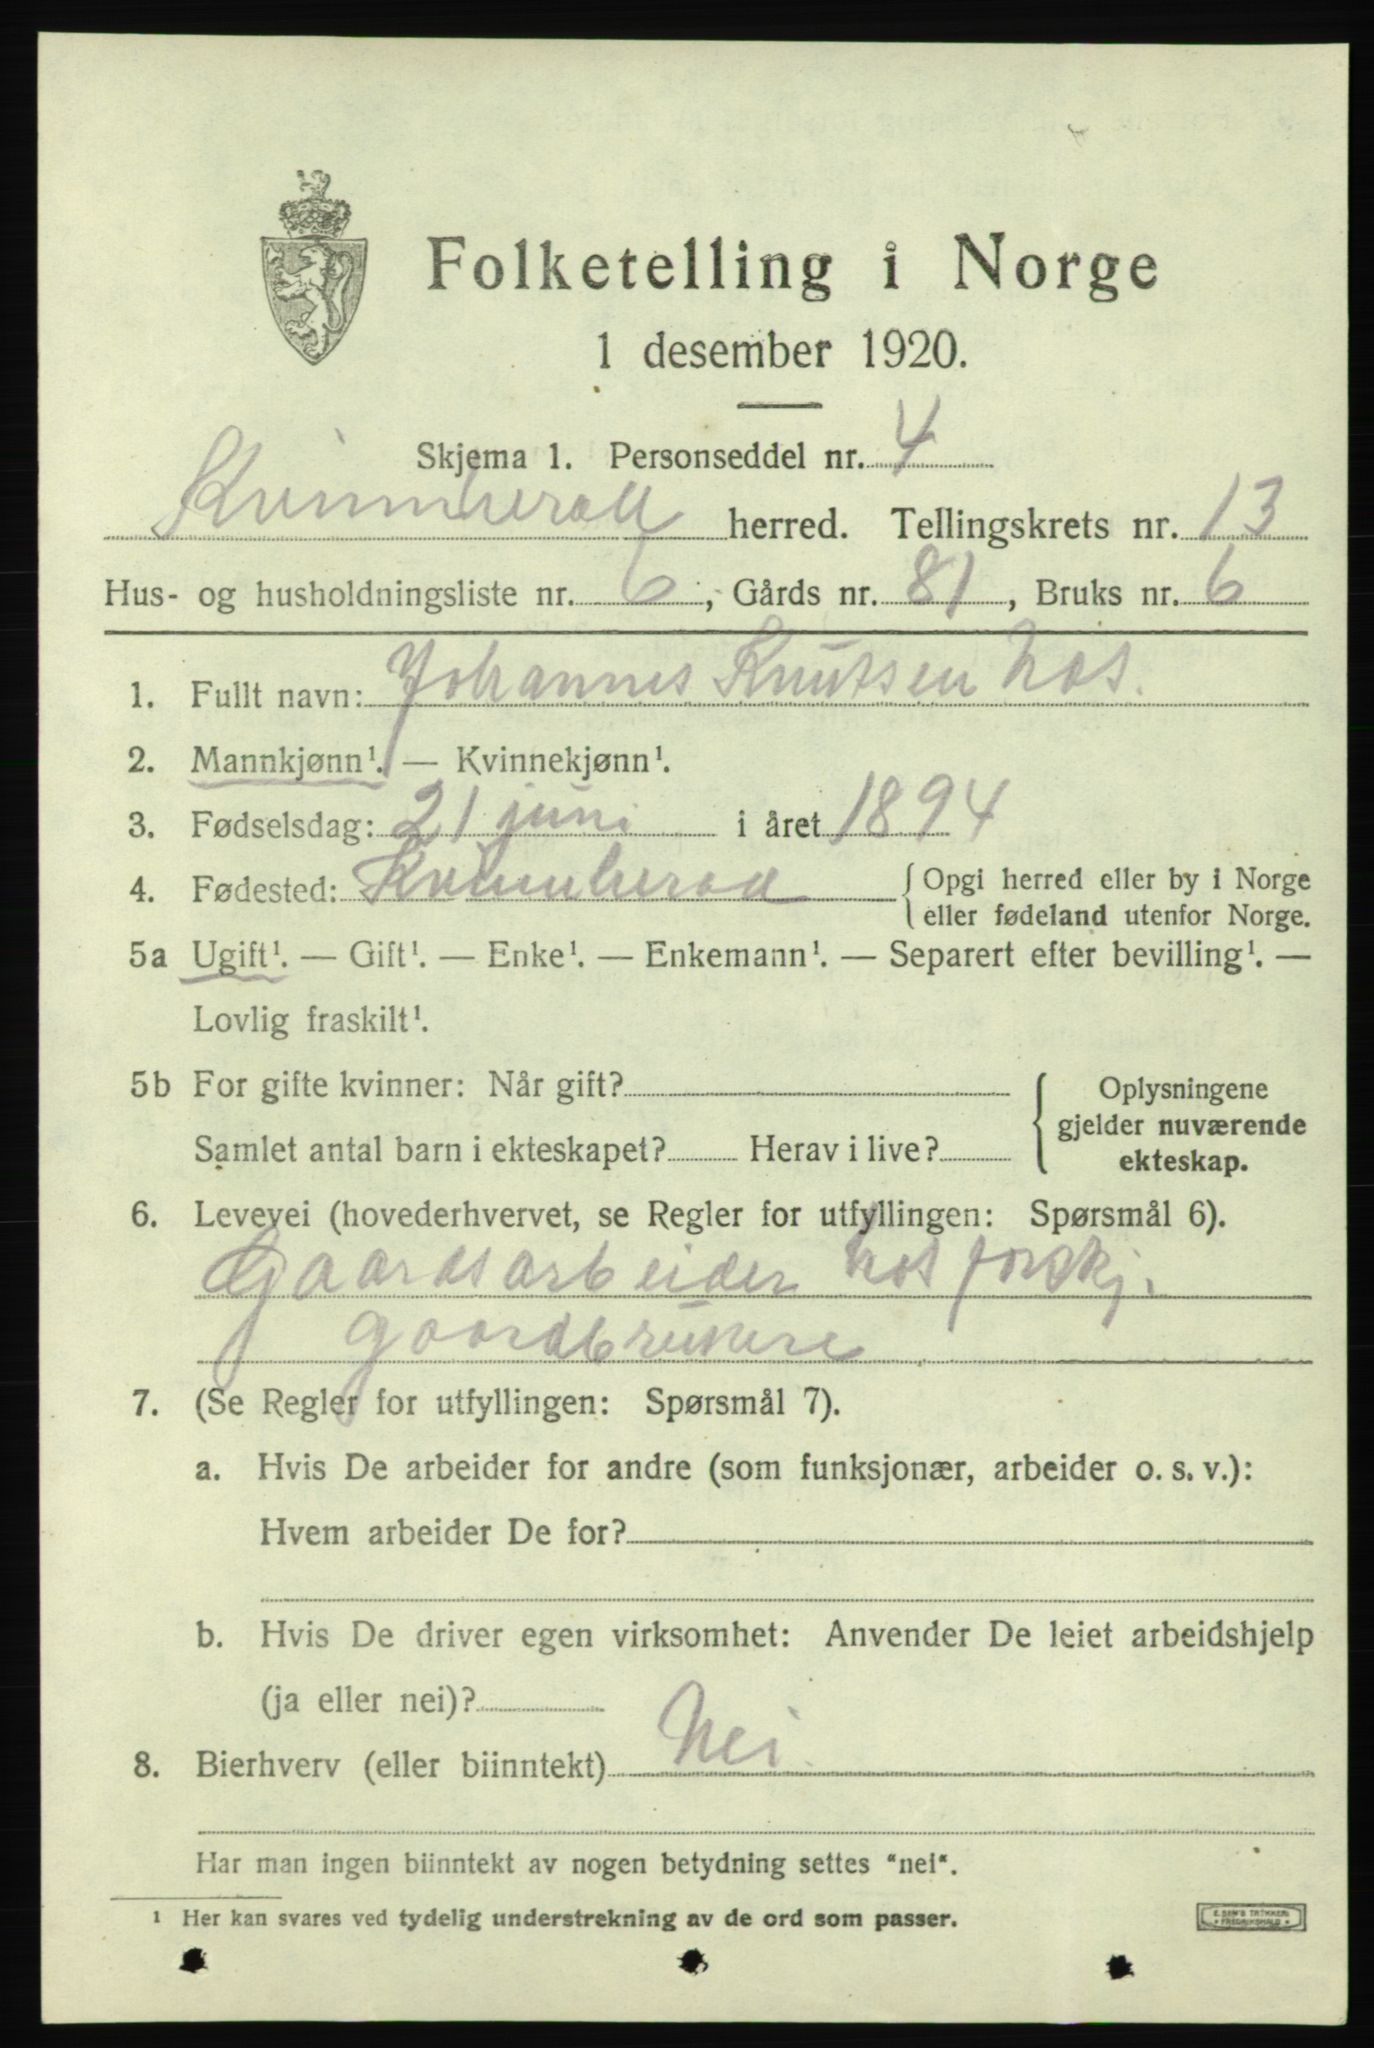 Folketelling i Norge
1 desember 1920.
Skjema 1. Personseddel nr. 4
Kvinnherad herred. Tellingskrets nr. 13
Hus- og husholdningsliste nr. 6, Gårds nr. 81, Bruks nr. 6
1. Fullt navn: Johannes Knutsen
2. Mannkjønn¹. — Kvinnekjønn¹.
3. Fødselsdag: 21 juni i året 1894
4. Fødested: Kvinnherad {Opgi herred eller by i Norge
eller fødeland utenfor Norge.
5a Ugift¹. — Gift¹. — Enke¹. — Enkemann¹. — Separert efter bevilling¹. —
Lovlig fraskilt¹.
5b For gifte kvinner: Når gift? { Oplysningene
gjelder nuværende
Samlet antal barn i ekteskapet? Herav i live? ekteskap.
6. Levevei (hovederhvervet, se Regler for utfyllingen: Spørsmål 6).
Gaardsarbeider hos forskj.
gaardbrukere
7. (Se Regler for utfyllingen: Spørsmål 7).
a. Hvis De arbeider for andre (som funksjonær, arbeider o. s. v.):
Hvem arbeider De for?
b. Hvis De driver egen virksomhet: Anvender De leiet arbeidshjelp
(ja eller nei)?
8. Bierhverv (eller biinntekt) Nei.
Har man ingen biinntekt av nogen betydning settes "nei".
¹ Her kan svares ved tydelig understrekning av de ord som passer.